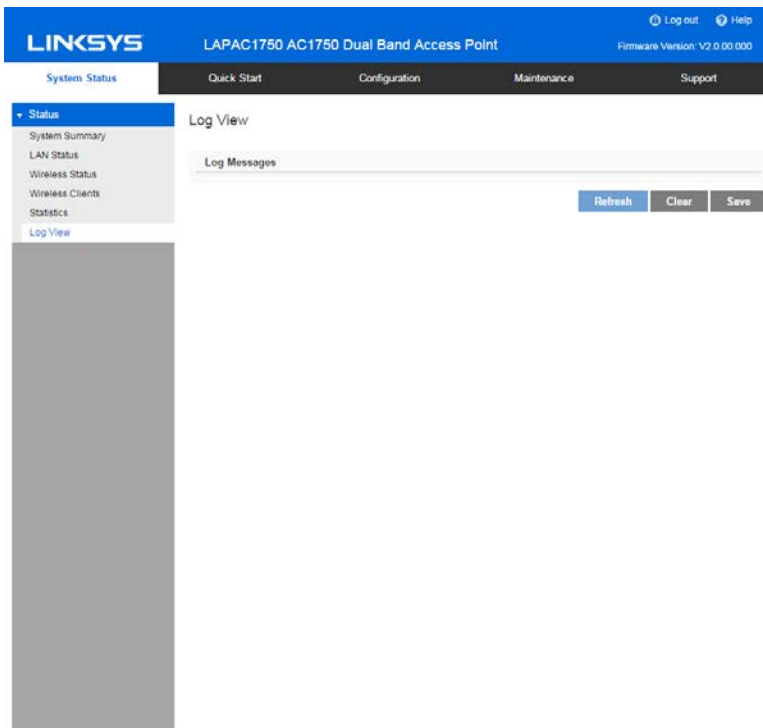 Log out Help
LINKSYS LAPAC1750 AC1750 Dual Band Access Point Firmware Version: V2.0.00.000
System Status Quick Start Configuration Maintenance Support
Status
System Summary
LAN Status
Wireless Status
Wireless Clients
Statistics
Log View
Log View
Log Messages
Refresh Clear Save